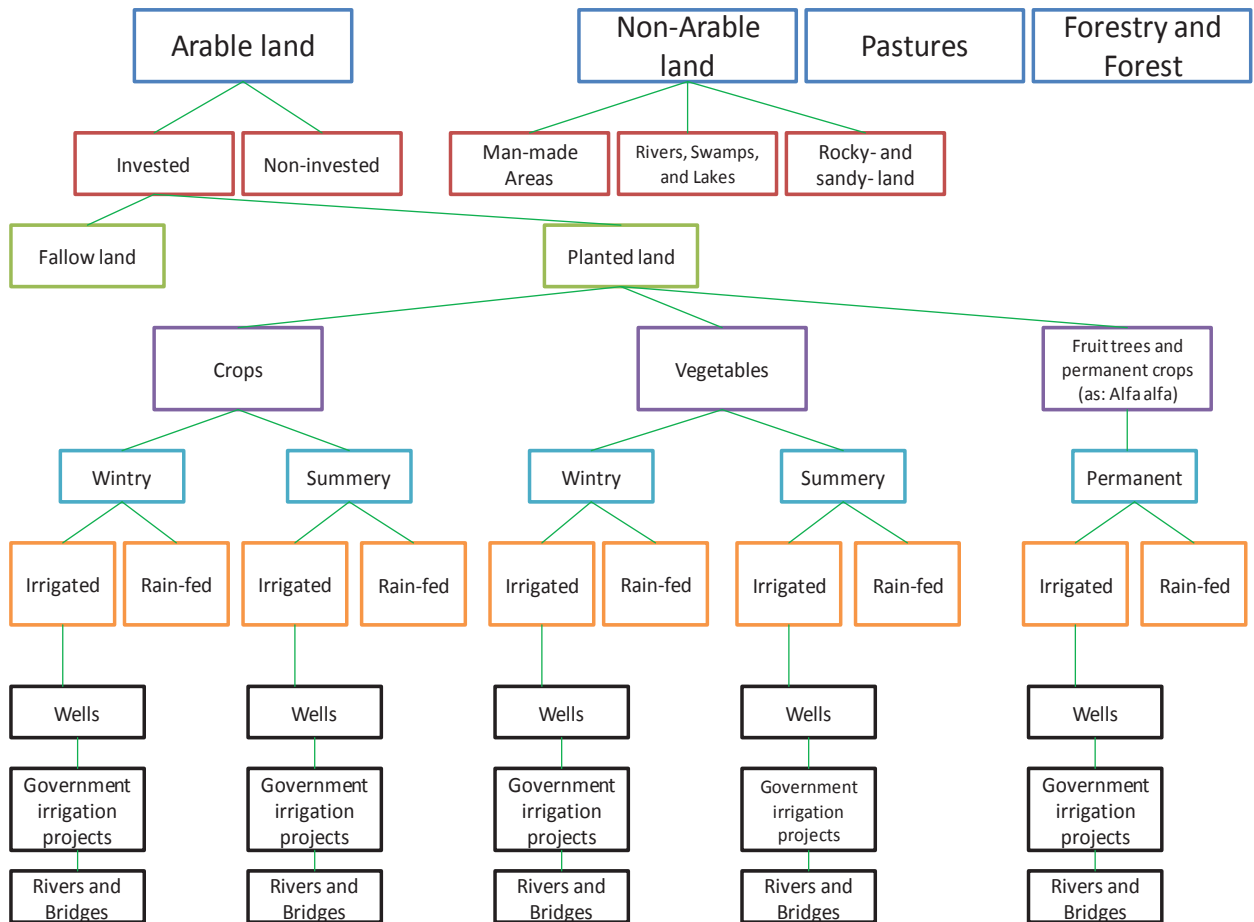 Arable land
Non-Arable
land
Pastures
Forestry and
Forest
Invested
Non-invested
Man-made
Areas
Rivers, Swamps,
and Lakes
Rocky- and
sandy- land
Fallow land
Planted land
Crops
Vegetables
Fruit trees and
permanent crops
(as: Alfa alfa)
Wintry
Summery
Wintry
Summery
Permanent
Irrigated
Rain-fed
Irrigated
Rain-fed
Irrigated
Rain-fed
Irrigated
Rain-fed
Irrigated
Rain-fed
Wells
Wells
Wells
Wells
Wells
Government
irrigation
projects
Government
irrigation
projects
Government
irrigation
projects
Government
irrigation
projects
Government
irrigation
projects
Rivers and
Bridges
Rivers and
Bridges
Rivers and
Bridges
Rivers and
Bridges
Rivers and
Bridges